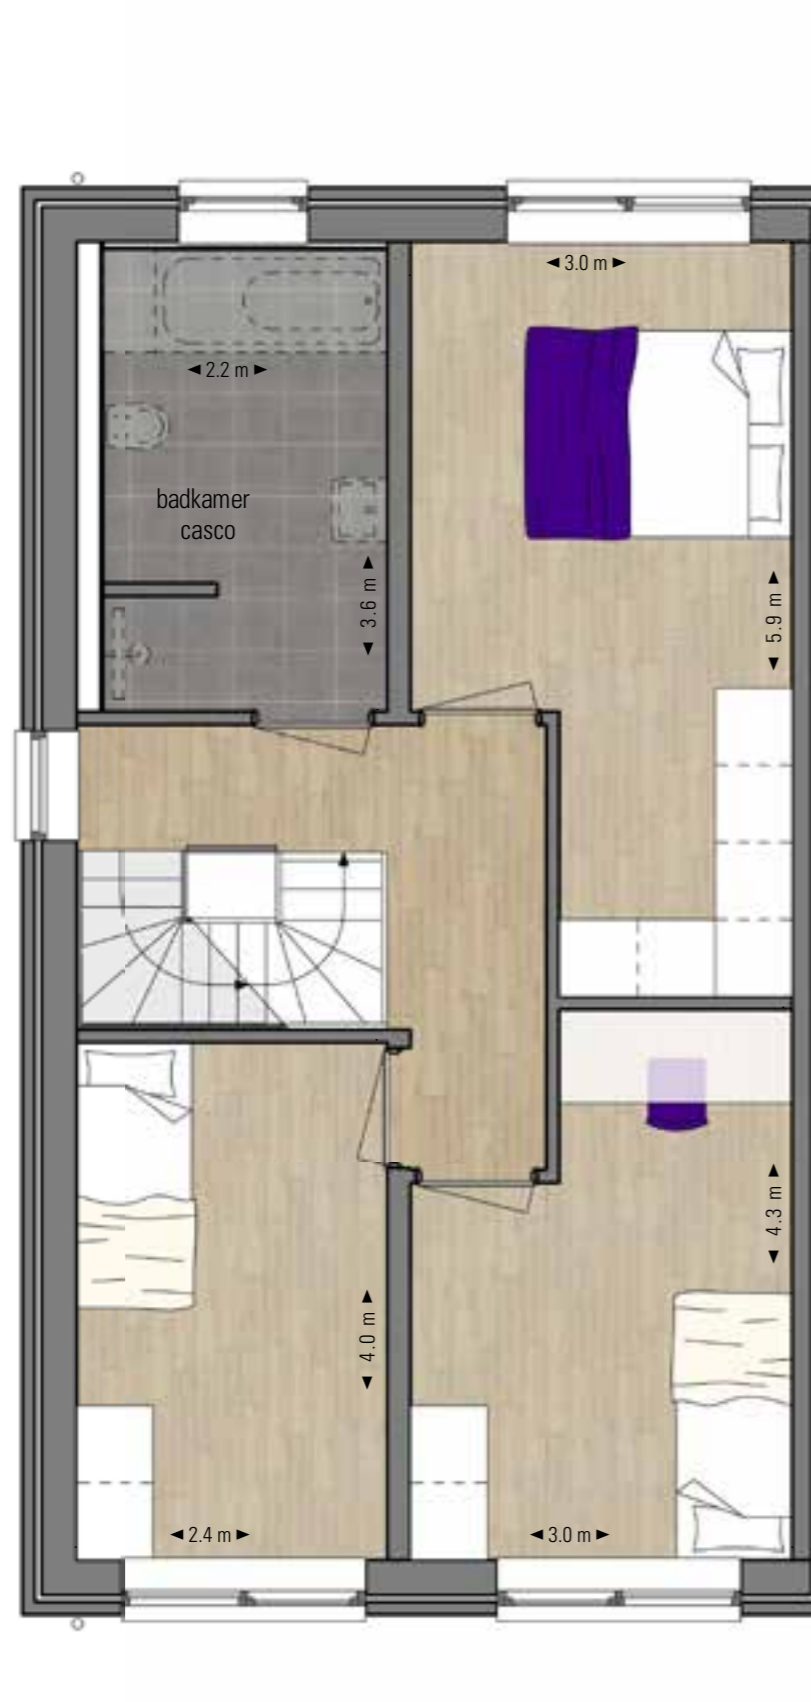 ◄ 3.0 m ►
◄ 2.2 m ►
badkamer
casco
◄ 3.6 m ►
◄ 5.9 m ►
◄ 4.3 m ►
◄ 4.0 m ►
◄ 2.4 m ►
◄ 3.0 m ►